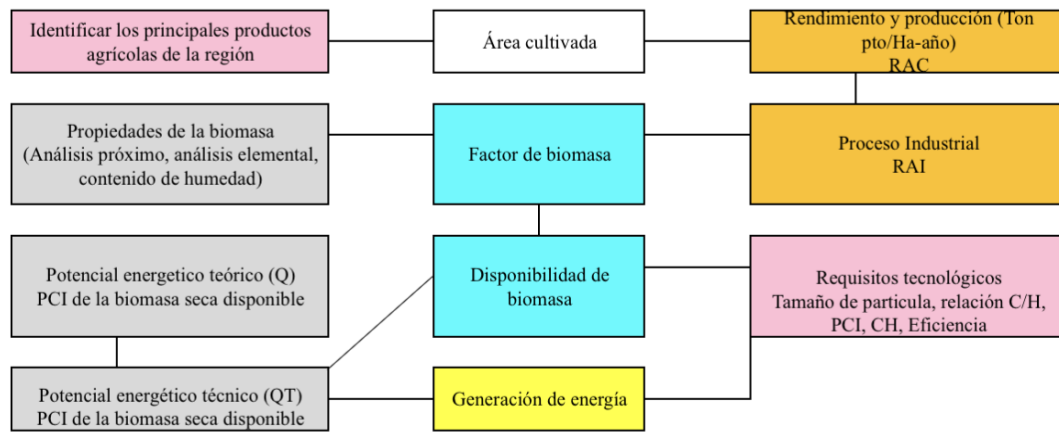 Identificar los principales productos
agrícolas de la región
Área cultivada
Rendimiento y producción (Ton
pto/Ha-año)
RAC
Propiedades de la biomasa
(Análisis próximo, análisis elemental,
contenido de humedad)
Factor de biomasa
Proceso Industrial
RAI
Potencial energetico teórico (Q)
PCI de la biomasa seca disponible
Disponibilidad de
biomasa
Requisitos tecnológicos
Tamaño de particula, relación C/H,
PCI, CH, Eficiencia
Potencial energético técnico (QT)
PCI de la biomasa seca disponible
Generación de energía